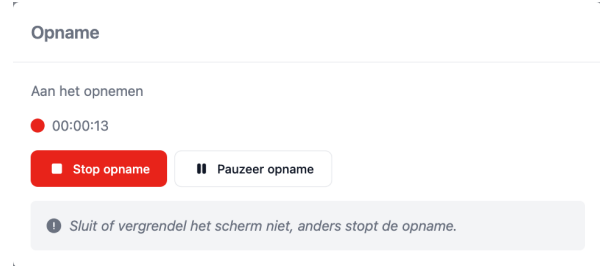 Opname
Aan het opnemen
00:00:13
Stop opname
Pauzeer opname
Sluit of vergrendel het scherm niet, anders stopt de opname.